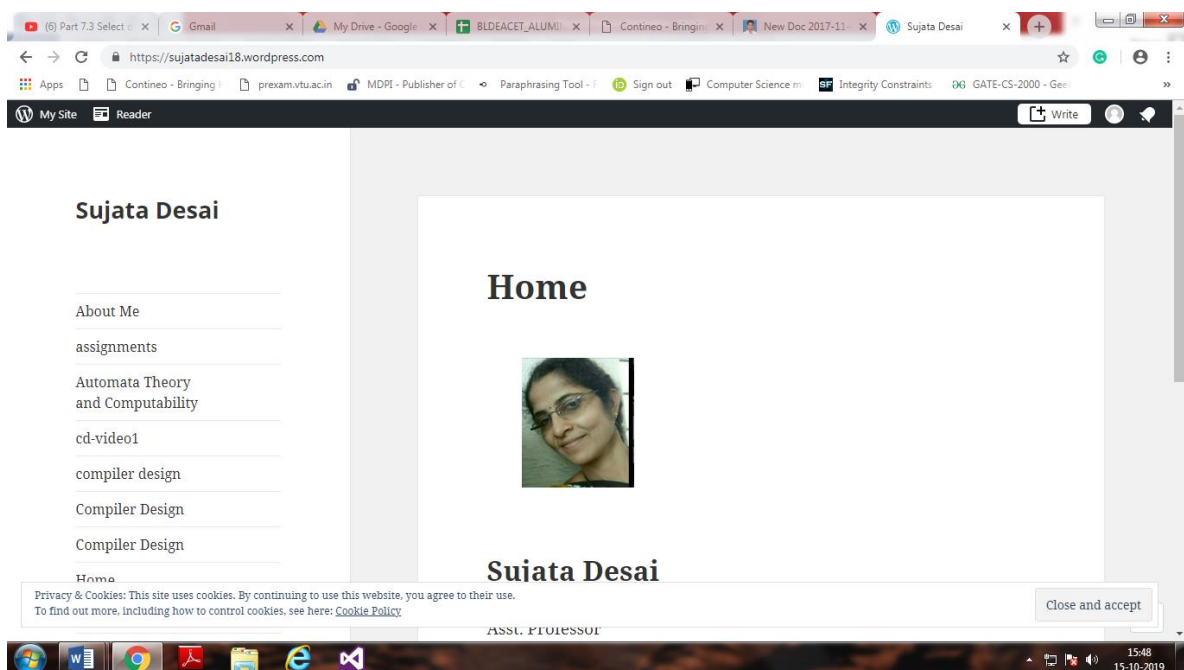 (6) Part 7.3 Select
Gmail
My Drive - Google
BLDEACET_ALUMI
Contineo - Bringing
New Doc 2017-11-
Sujata Desai
https://sujatadesai18.wordpress.com
Apps
Contineo - Bringing
prexam.vtu.ac.in
MDPI - Publisher of
Paraphrasing Tool -
Sign out
Computer Science
Integrity Constraints
GATE-CS-2000 - Gee
»
My Site
Reader
Write
Sujata Desai
About Me
assignments
Automata Theory
and Computability
cd-video1
compiler design
Compiler Design
Compiler Design
Home
Home
Sujata Desai
Asst. Professor
Privacy & Cookies: This site uses cookies. By continuing to use this website, you agree to their use.
To find out more, including how to control cookies, see here: Cookie Policy
Close and accept
15:48
15-10-2019